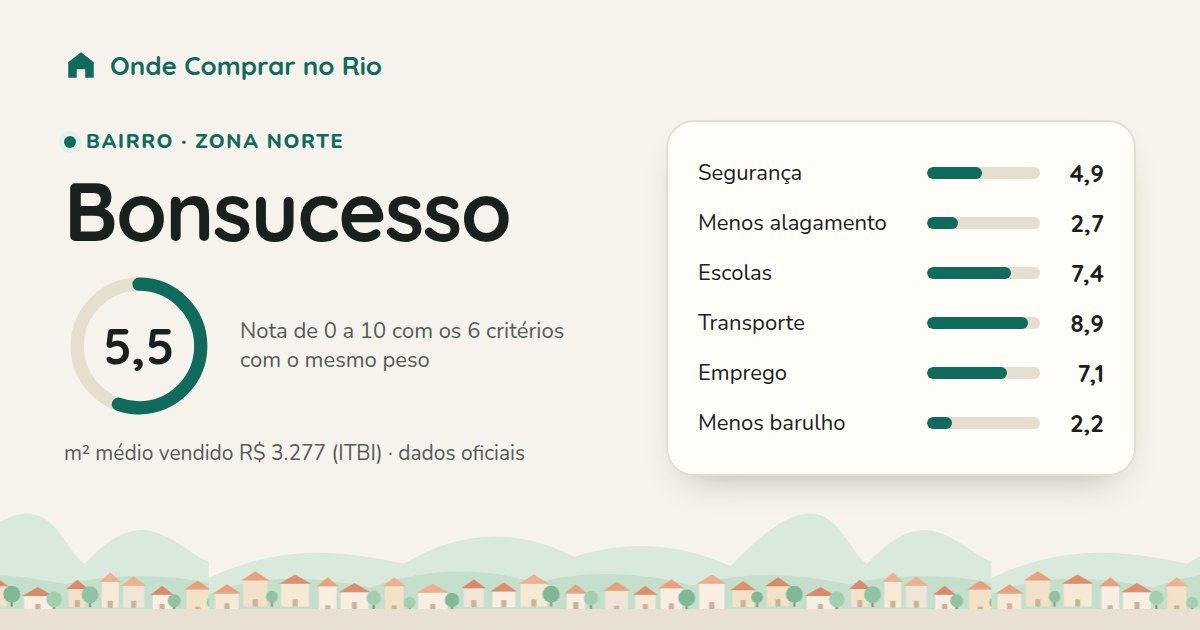 Onde Comprar no Rio
BAIRRO · ZONA NORTE
Bonsucesso
5,5
Nota de 0 a 10 com os 6 critérios
com o mesmo peso
m² médio vendido R$ 3.277 (ITBI) · dados oficiais
Segurança 4,9
Menos alagamento 2,7
Escolas 7,4
Transporte 8,9
Emprego 7,1
Menos barulho 2,2